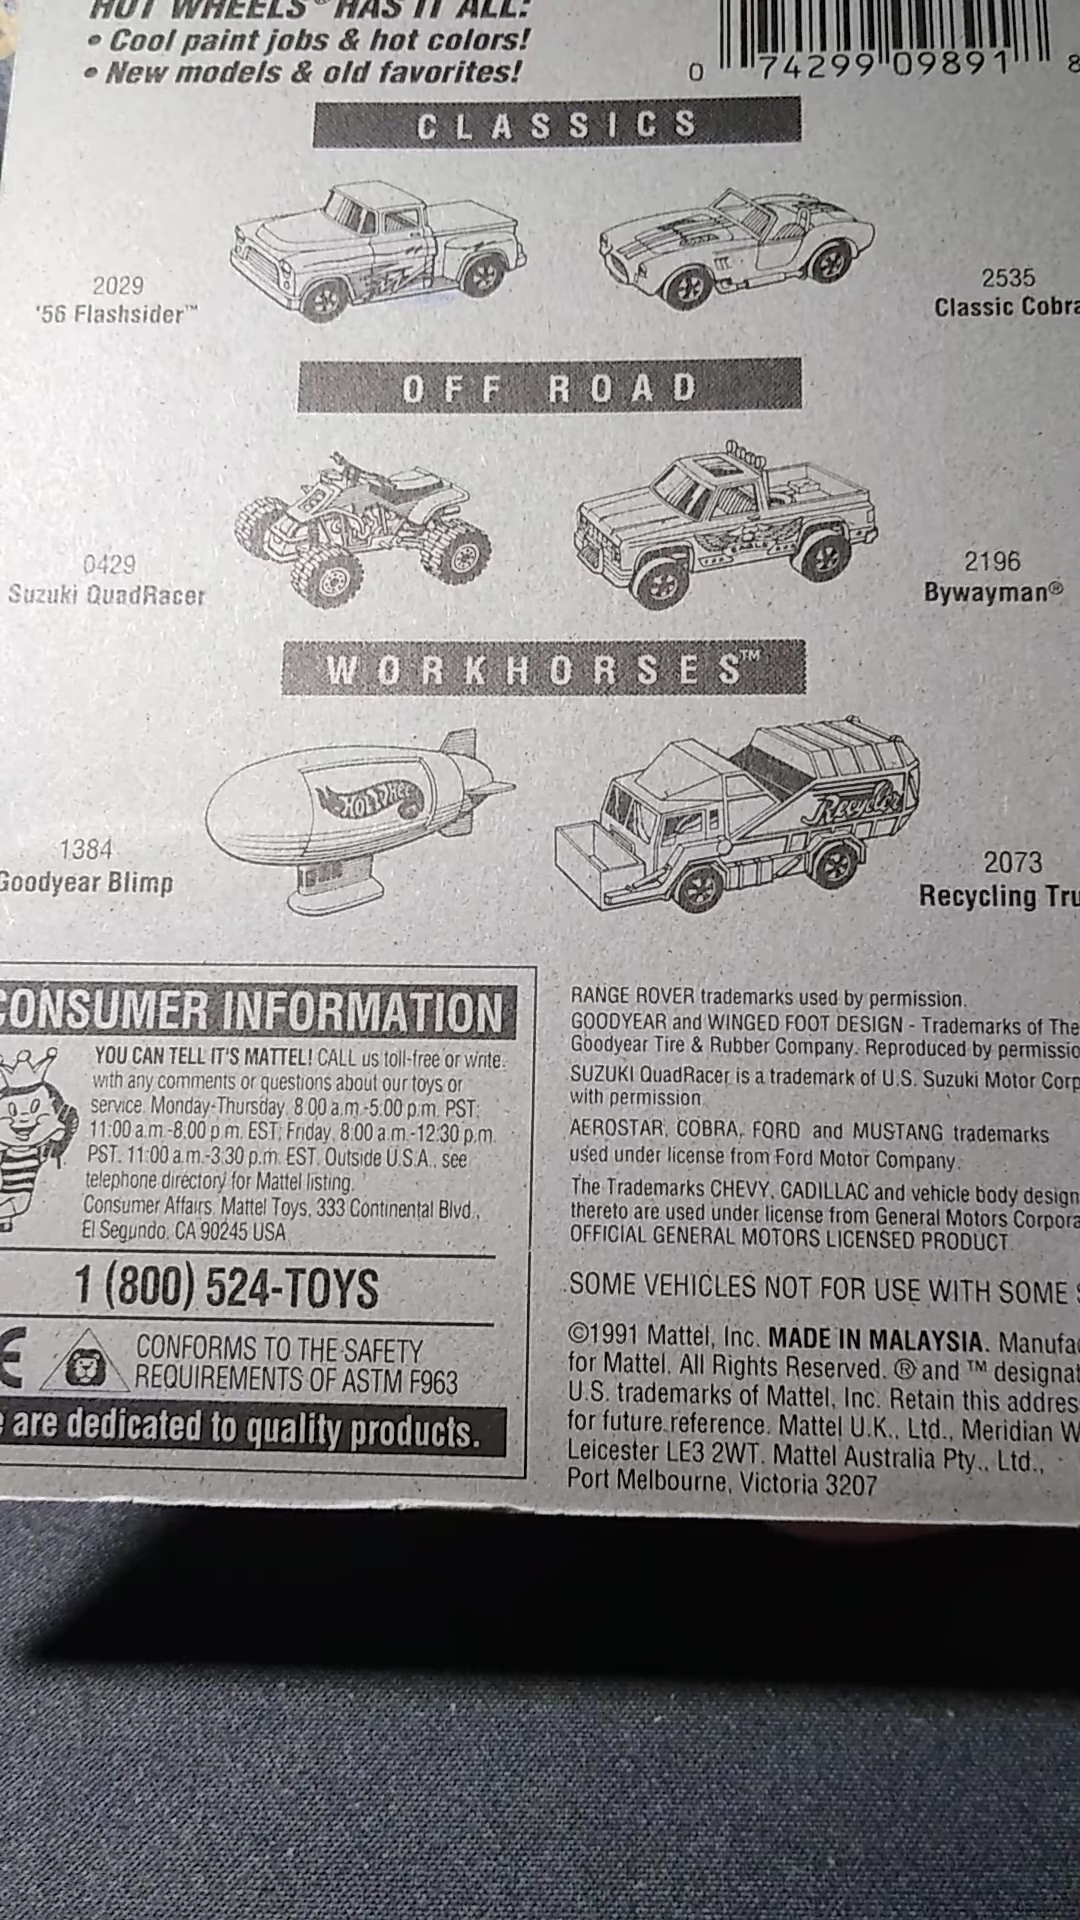 HOT WHEELS® HAS IT ALL:
• Cool paint jobs & hot colors!
• New models & old favorites!
0 74299 09891 8
CLASSICS
2029
'56 Flashsider™
2535
Classic Cobra
OFF ROAD
0429
Suzuki QuadRacer
EAGLE
2196
Bywayman®
WORKHORSES™
HOT WHEE
1384
Goodyear Blimp
Recycler
2073
Recycling Tru
CONSUMER INFORMATION
YOU CAN TELL IT'S MATTEL! CALL us toll-free or write
with any comments or questions about our toys or
service. Monday-Thursday, 8:00 a.m.-5:00 p.m. PST;
11:00 a.m.-8:00 p.m. EST; Friday, 8:00 a.m.-12:30 p.m.
PST, 11:00 a.m.-3:30 p.m. EST. Outside U.S.A., see
telephone directory for Mattel listing.
Consumer Affairs, Mattel Toys, 333 Continental Blvd.,
El Segundo, CA 90245 USA
1 (800) 524-TOYS
CE
CONFORMS TO THE SAFETY
REQUIREMENTS OF ASTM F963
are dedicated to quality products.
RANGE ROVER trademarks used by permission.
GOODYEAR and WINGED FOOT DESIGN - Trademarks of The
Goodyear Tire & Rubber Company. Reproduced by permissio
SUZUKI QuadRacer is a trademark of U.S. Suzuki Motor Corp
with permission
AEROSTAR, COBRA, FORD and MUSTANG trademarks
used under license from Ford Motor Company.
The Trademarks CHEVY, CADILLAC and vehicle body design
thereto are used under license from General Motors Corpora
OFFICIAL GENERAL MOTORS LICENSED PRODUCT
SOME VEHICLES NOT FOR USE WITH SOME S
©1991 Mattel, Inc. MADE IN MALAYSIA. Manufa
for Mattel. All Rights Reserved. ® and ™ designat
U.S. trademarks of Mattel, Inc. Retain this addres
for future reference. Mattel U.K., Ltd., Meridian W
Leicester LE3 2WT. Mattel Australia Pty., Ltd.,
Port Melbourne, Victoria 3207